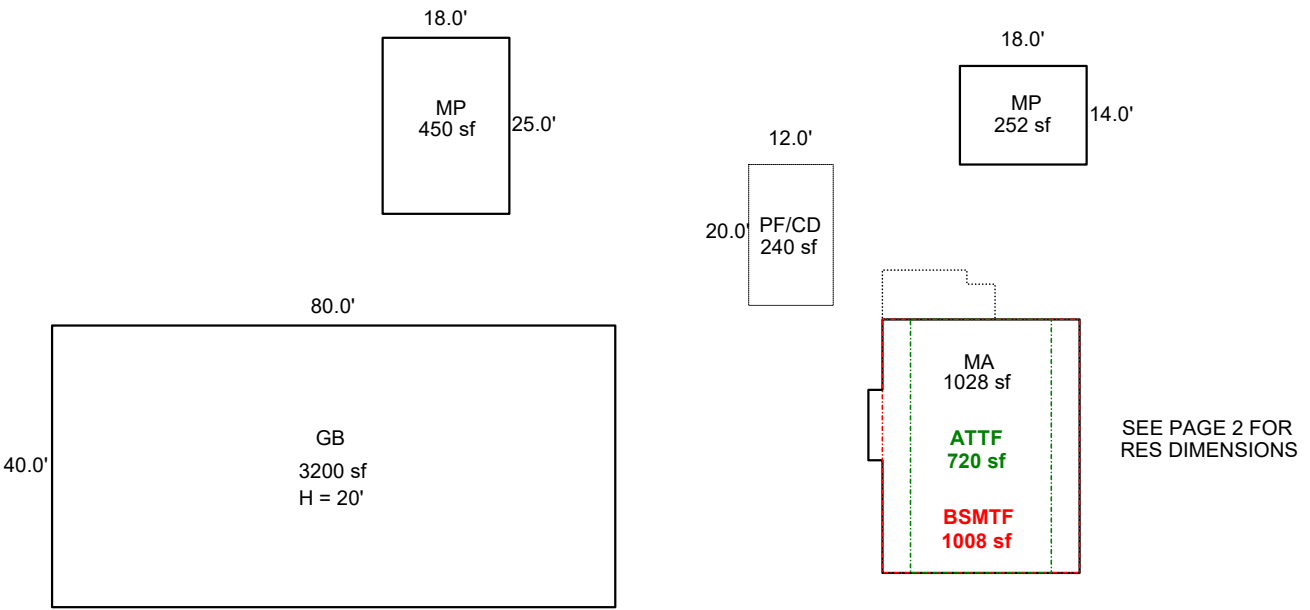 18.0'
MP
450 sf
25.0'
18.0'
MP
252 sf
14.0'
12.0'
20.0'
PF/CD
240 sf
80.0'
40.0'
GB
3200 sf
H = 20'
MA
1028 sf
ATTF
720 sf
BSMTF
1008 sf
SEE PAGE 2 FOR
RES DIMENSIONS